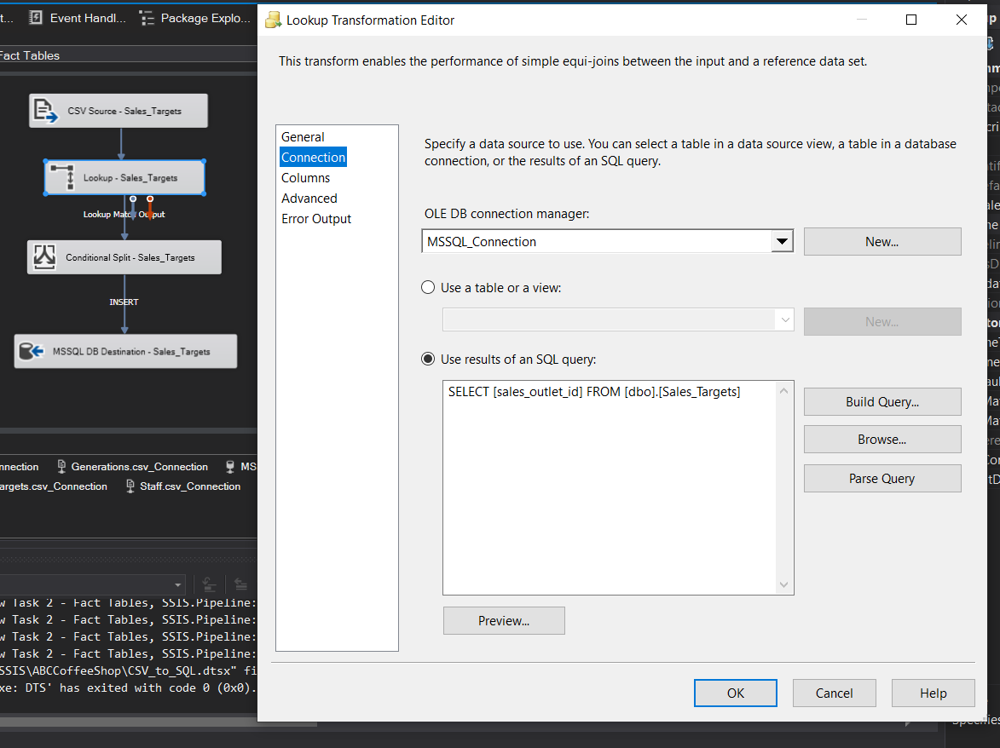 t...
Event Handl...
Package Explo...
Fact Tables
CSV Source - Sales_Targets
Lookup - Sales_Targets
Lookup Match Output
Conditional Split - Sales_Targets
INSERT
MSSQL DB Destination - Sales_Targets
nnection
Generations.csv_Connection
MS
argets.csv_Connection
Staff.csv_Connection
w Task 2 - Fact Tables, SSIS.Pipeline:
w Task 2 - Fact Tables, SSIS.Pipeline:
w Task 2 - Fact Tables, SSIS.Pipeline:
w Task 2 - Fact Tables, SSIS.Pipeline:
SSIS\ABCCoffeeShop\CSV_to_SQL.dtsx" fi
xe: DTS' has exited with code 0 (0x0).
Lookup Transformation Editor
This transform enables the performance of simple equi-joins between the input and a reference data set.
General
Connection
Columns
Advanced
Error Output
Specify a data source to use. You can select a table in a data source view, a table in a database
connection, or the results of an SQL query.
OLE DB connection manager:
MSSQL_Connection
New...
Use a table or a view:
New...
Use results of an SQL query:
SELECT [sales_outlet_id] FROM [dbo].[Sales_Targets]
Build Query...
Browse...
Parse Query
Preview...
OK
Cancel
Help